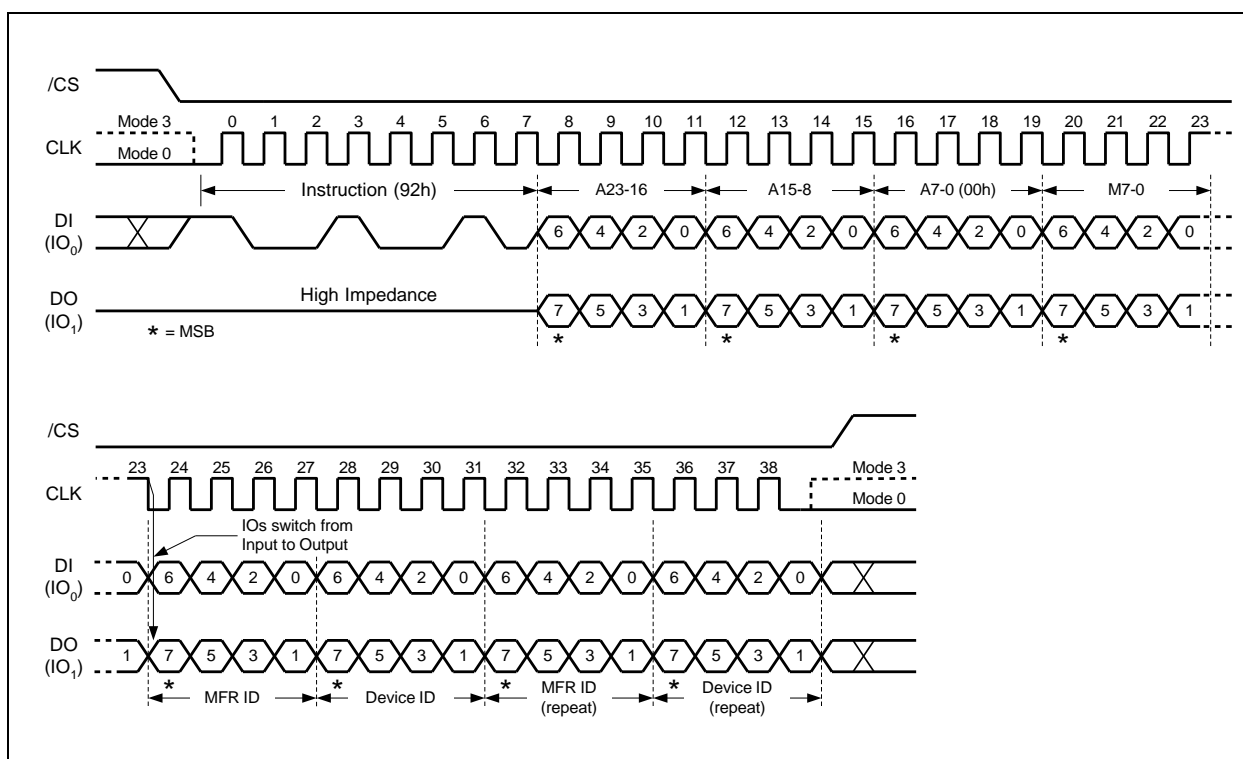 /CS
Mode 3 0 1 2 3 4 5 6 7 8 9 10 11 12 13 14 15 16 17 18 19 20 21 22 23
CLK
Mode 0
Instruction (92h) A23-16 A15-8 A7-0 (00h) M7-0
DI
(IO0) 6 4 2 0 6 4 2 0 6 4 2 0 6 4 2 0
High Impedance
DO
(IO1) 7 5 3 1 7 5 3 1 7 5 3 1 7 5 3 1
* = MSB * * * *
/CS
23 24 25 26 27 28 29 30 31 32 33 34 35 36 37 38 Mode 3
CLK
Mode 0
IOs switch from
Input to Output
DI
(IO0) 0 6 4 2 0 6 4 2 0 6 4 2 0 6 4 2 0
DO
(IO1) 1 7 5 3 1 7 5 3 1 7 5 3 1 7 5 3 1
* * * *
MFR ID Device ID MFR ID
(repeat) Device ID
(repeat)